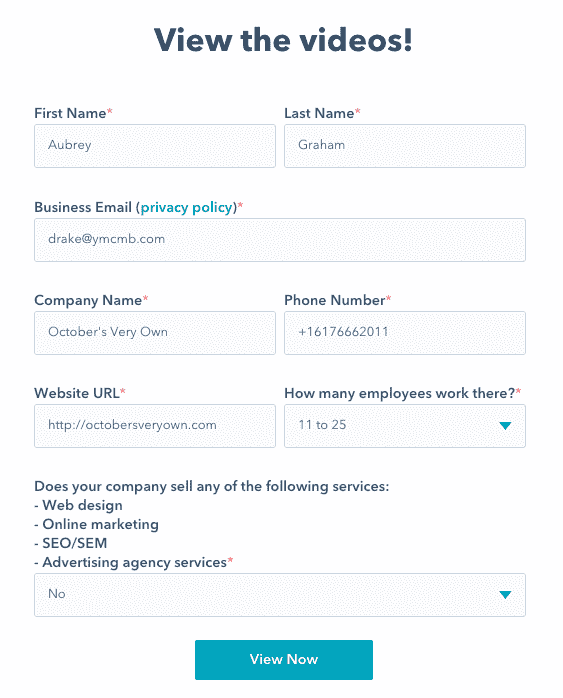 View the videos!
First Name* Last Name*
Aubrey Graham
Business Email (privacy policy)*
drake@ymcmb.com
Company Name* Phone Number*
October's Very Own +16176662011
Website URL* How many employees work there?*
http://octobersveryown.com 11 to 25
Does your company sell any of the following services:
- Web design
- Online marketing
- SEO/SEM
- Advertising agency services*
No
View Now